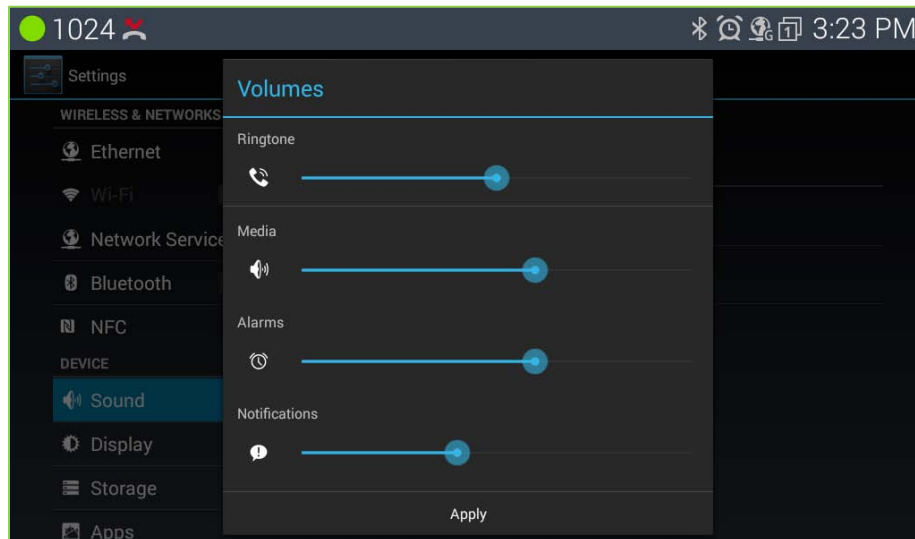 1024
G 1 3:23 PM
Settings
WIRELESS & NETWORKS
Ethernet
Wi-Fi
Network Service
Bluetooth
NFC
DEVICE
Sound
Display
Storage
Apps
Volumes
Ringtone
Media
Alarms
Notifications
Apply